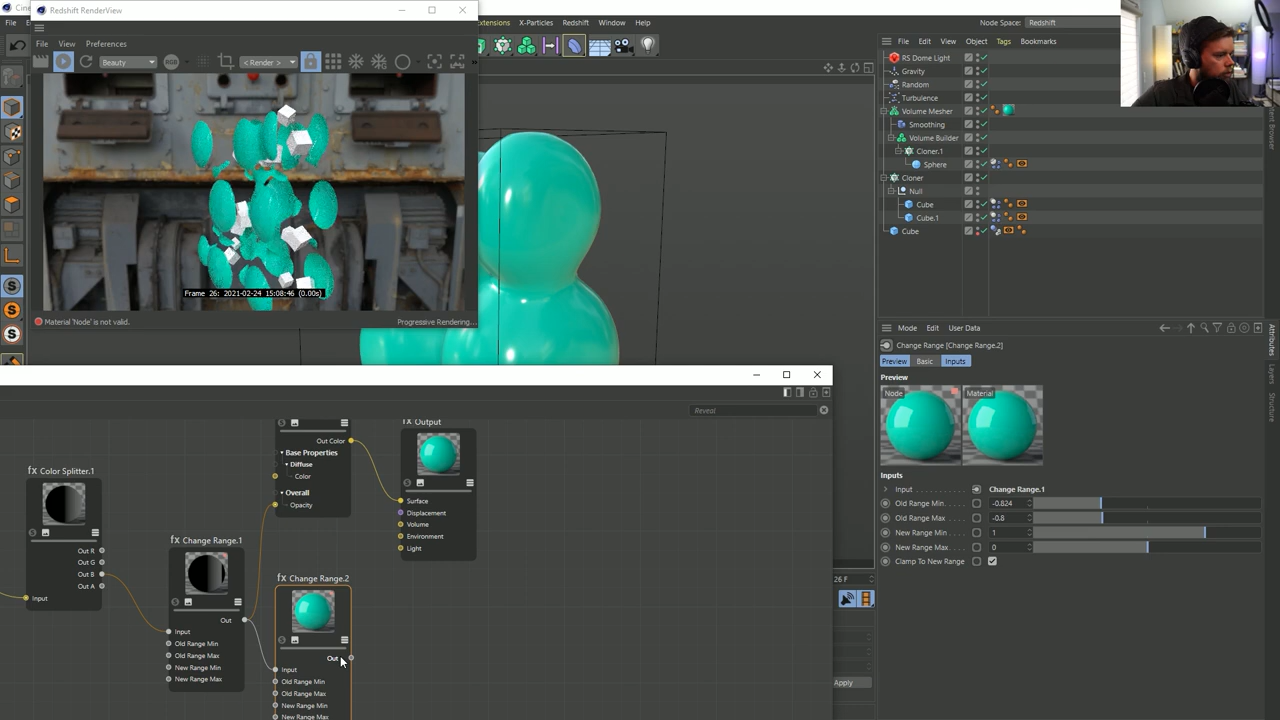 Cine
Redshift RenderView
Extensions
X-Particles
Redshift
Window
Help
Node Space:
Redshift
File
View
Preferences
Beauty
RGB
< Render >
Frame 26: 2021-02-24 15:08:46 (0.00s)
Material 'Node' is not valid.
Progressive Rendering...
File
Edit
View
Object
Tags
Bookmarks
RS Dome Light
Gravity
Random
Turbulence
Volume Mesher
Smoothing
Volume Builder
Cloner.1
Sphere
Cloner
Null
Cube
Cube.1
Cube
Mode
Edit
User Data
Attributes
Layers
Structure
Change Range [Change Range.2]
Preview
Basic
Inputs
Preview
Node
Material
Inputs
Input
Change Range.1
Old Range Min
-0.824
Old Range Max
-0.8
New Range Min
1
New Range Max
0
Clamp To New Range
Reveal
26 F
Apply
Output
Out Color
Base Properties
Diffuse
Color
Overall
Opacity
Surface
Displacement
Volume
Environment
Light
Color Splitter.1
Out R
Out G
Out B
Out A
Input
Change Range.1
Out
Input
Old Range Min
Old Range Max
New Range Min
New Range Max
Change Range.2
Out
Input
Old Range Min
Old Range Max
New Range Min
New Range Max